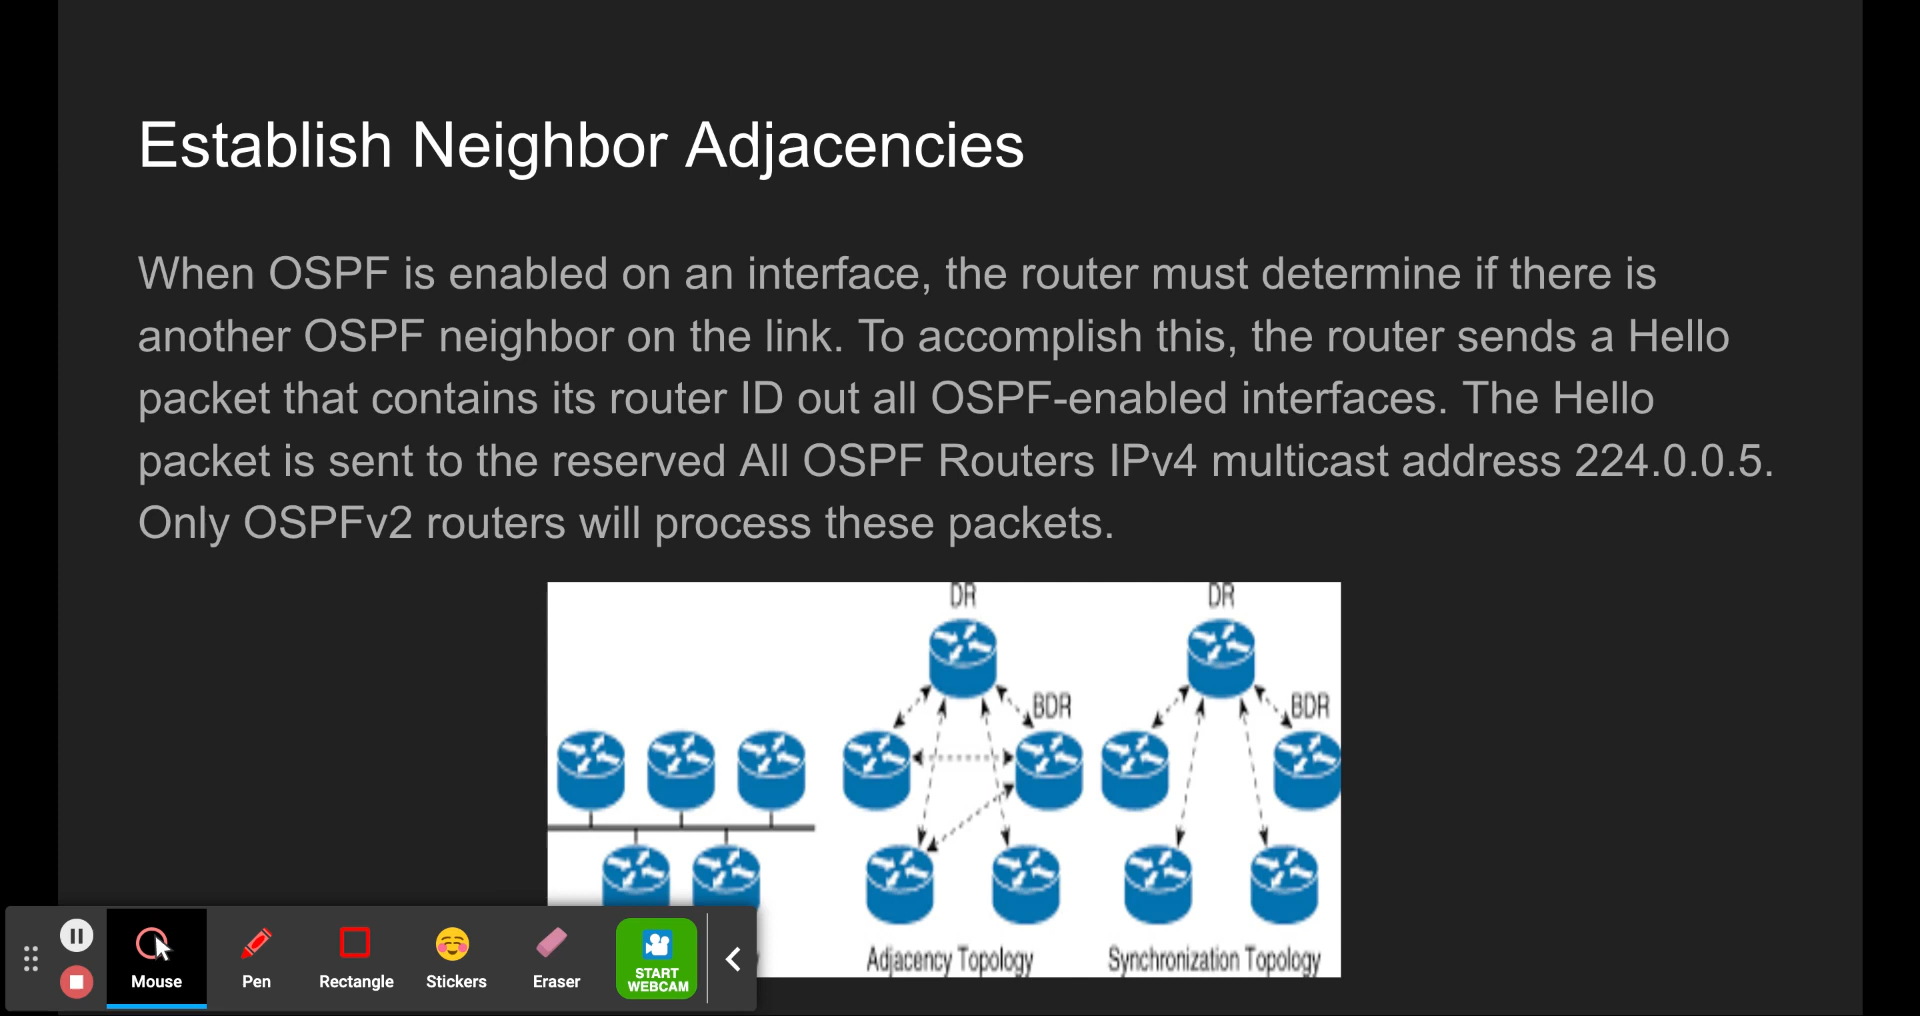 Establish Neighbor Adjacencies
When OSPF is enabled on an interface, the router must determine if there is
another OSPF neighbor on the link. To accomplish this, the router sends a Hello
packet that contains its router ID out all OSPF-enabled interfaces. The Hello
packet is sent to the reserved All OSPF Routers IPv4 multicast address 224.0.0.5.
Only OSPFv2 routers will process these packets.
DR
DR
BDR
BDR
Adjacency Topology
Synchronization Topology
Mouse
Pen
Rectangle
Stickers
Eraser
START
WEBCAM